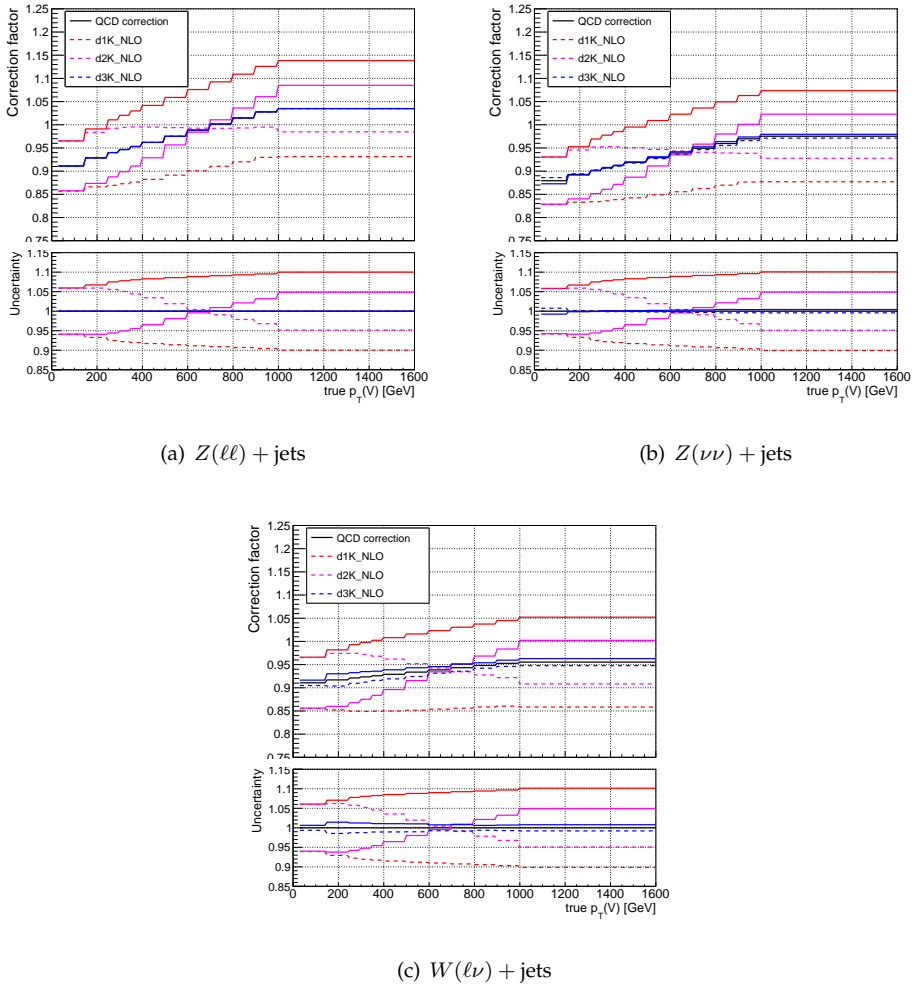 Correction factor
1.25
1.2
1.15
1.1
1.05
1
0.95
0.9
0.85
0.8
0.75
QCD correction
d1K_NLO
d2K_NLO
d3K_NLO
Uncertainty
1.15
1.1
1.05
1
0.95
0.9
0.85
0 200 400 600 800 1000 1200 1400 1600
true p_T(V) [GeV]
(a) Z(ℓℓ) + jets
Correction factor
1.25
1.2
1.15
1.1
1.05
1
0.95
0.9
0.85
0.8
0.75
QCD correction
d1K_NLO
d2K_NLO
d3K_NLO
Uncertainty
1.15
1.1
1.05
1
0.95
0.9
0.85
0 200 400 600 800 1000 1200 1400 1600
true p_T(V) [GeV]
(b) Z(νν) + jets
Correction factor
1.25
1.2
1.15
1.1
1.05
1
0.95
0.9
0.85
0.8
0.75
QCD correction
d1K_NLO
d2K_NLO
d3K_NLO
Uncertainty
1.15
1.1
1.05
1
0.95
0.9
0.85
0 200 400 600 800 1000 1200 1400 1600
true p_T(V) [GeV]
(c) W(ℓν) + jets